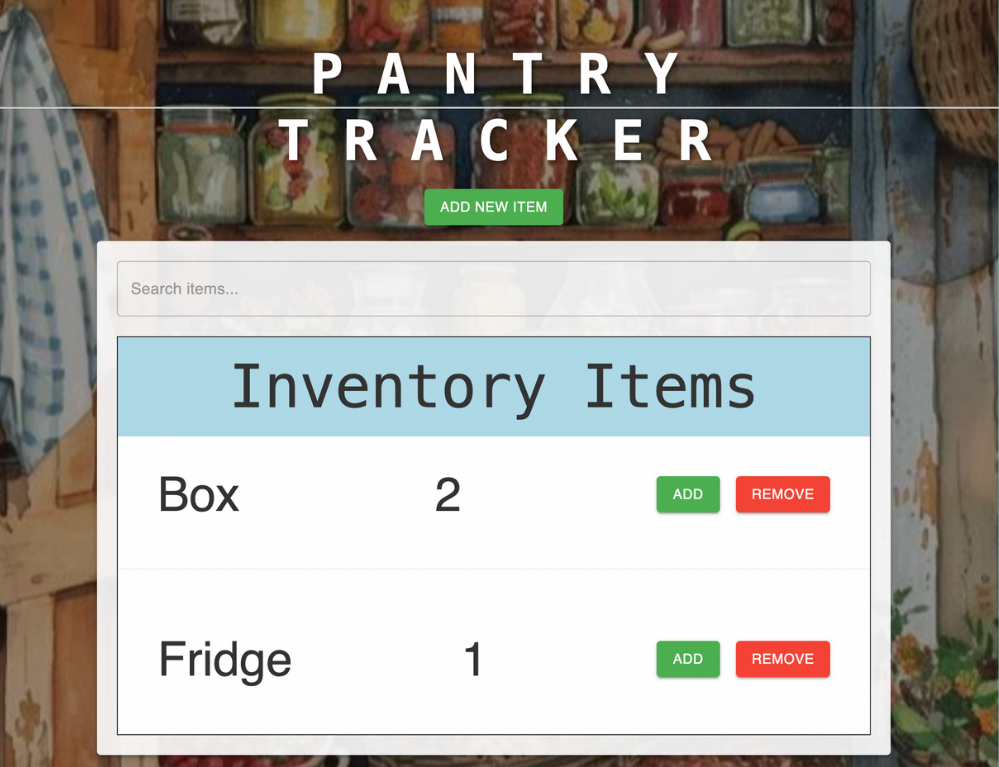 PANTRY
TRACKER
ADD NEW ITEM
Search items...
Inventory Items
Box 2 ADD REMOVE
Fridge 1 ADD REMOVE